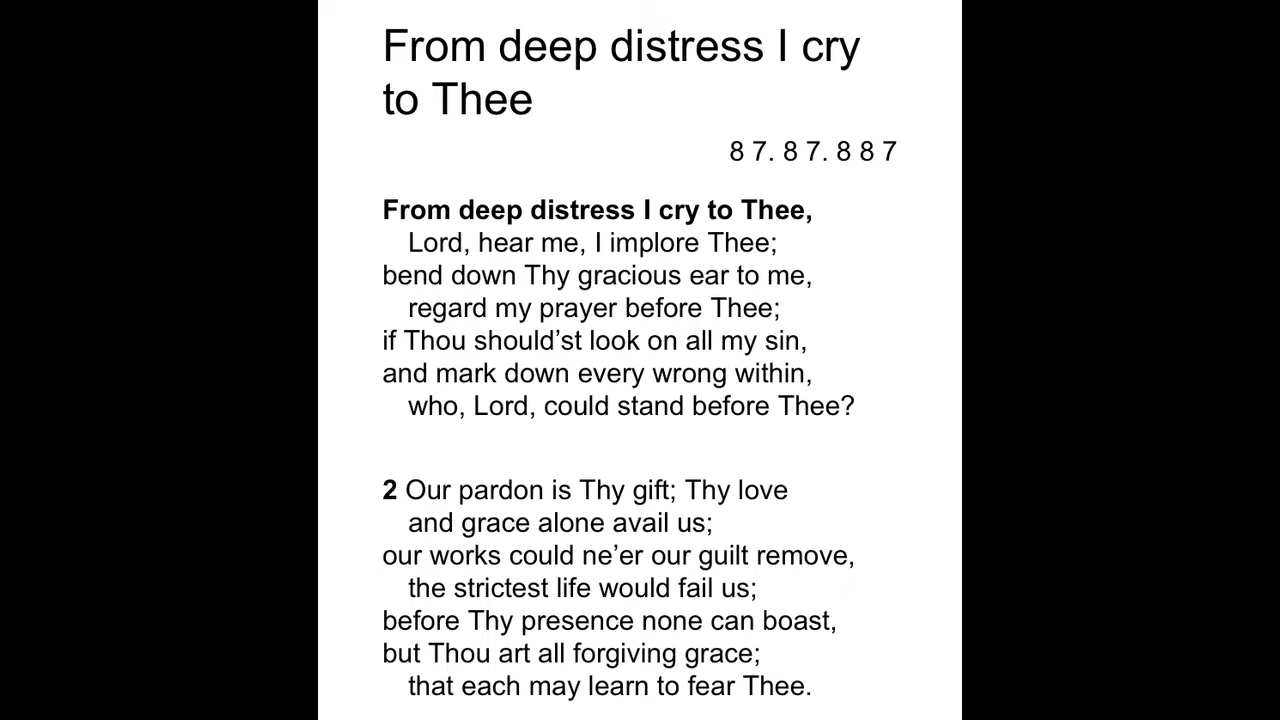 From deep distress I cry
to Thee
8 7. 8 7. 8 8 7
From deep distress I cry to Thee,
Lord, hear me, I implore Thee;
bend down Thy gracious ear to me,
regard my prayer before Thee;
if Thou should’st look on all my sin,
and mark down every wrong within,
who, Lord, could stand before Thee?
2 Our pardon is Thy gift; Thy love
and grace alone avail us;
our works could ne’er our guilt remove,
the strictest life would fail us;
before Thy presence none can boast,
but Thou art all forgiving grace;
that each may learn to fear Thee.